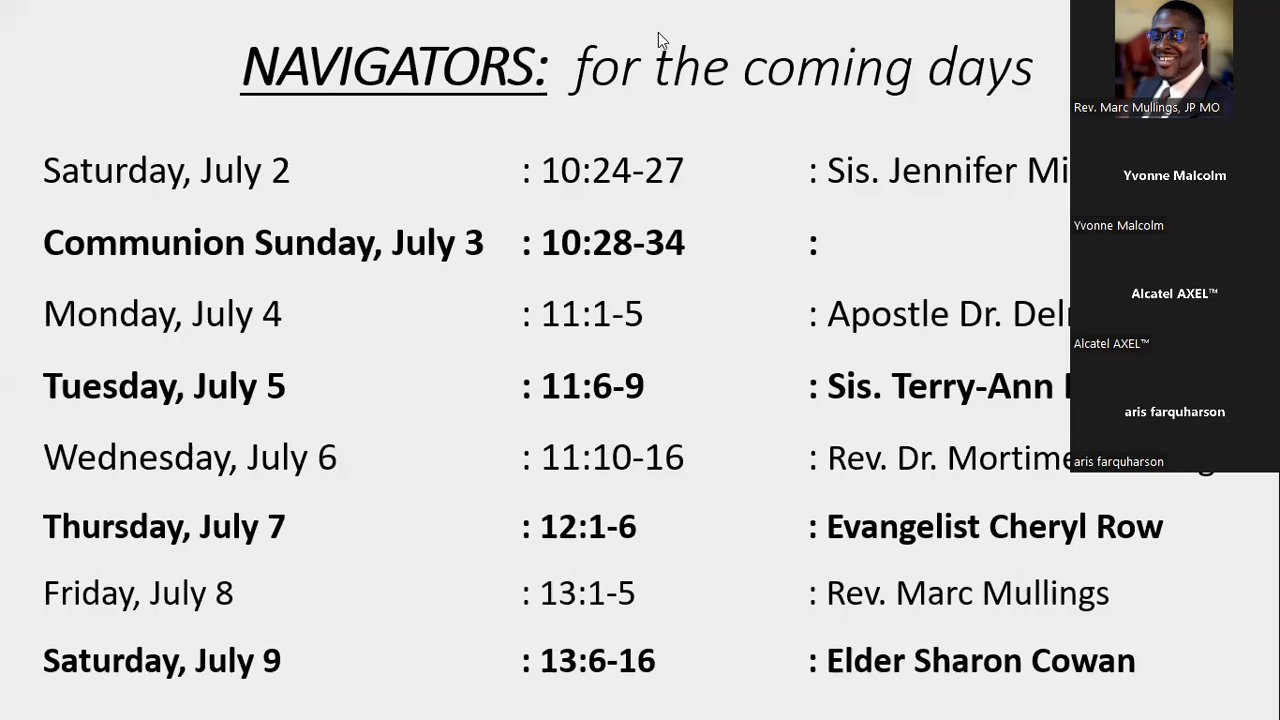 NAVIGATORS: for the coming days
Saturday, July 2 : 10:24-27 : Sis. Jennifer
Communion Sunday, July 3 : 10:28-34 :
Monday, July 4 : 11:1-5 : Apostle Dr.
Tuesday, July 5 : 11:6-9 : Sis. Terry-Ann
Wednesday, July 6 : 11:10-16 : Rev. Dr.
Thursday, July 7 : 12:1-6 : Evangelist Cheryl Row
Friday, July 8 : 13:1-5 : Rev. Marc Mullings
Saturday, July 9 : 13:6-16 : Elder Sharon Cowan
Rev. Marc Mullings, JP MO
Yvonne Malcolm
Yvonne Malcolm
Alcatel AXEL™
Alcatel AXEL™
aris farquharson
aris farquharson